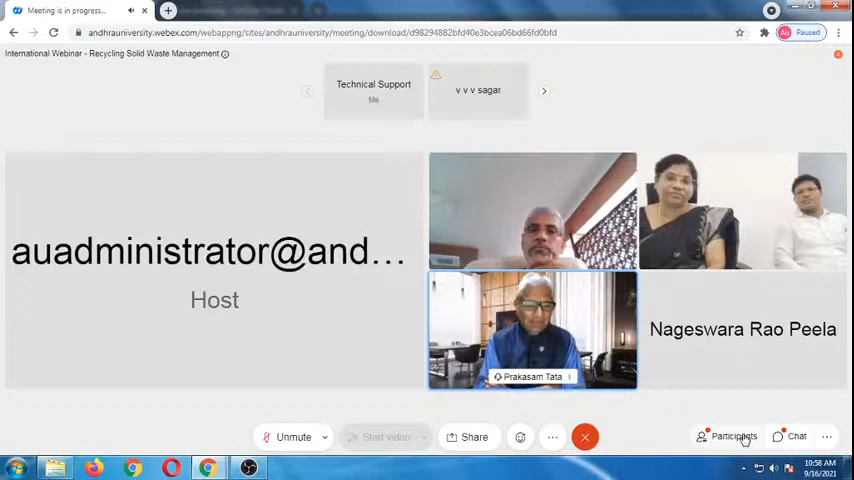 Meeting is in progress...
andhrauniversity.webex.com/webappng/sites/andhrauniversity/meeting/download/d98294882bfd40e3bcea06bd66fd0bfd
Au Paused
International Webinar - Recycling Solid Waste Management
Technical Support
Me
v v v sagar
auadministrator@and...
Host
Prakasam Tata
Nageswara Rao Peela
Unmute
Start video
Share
Participants
Chat
10:58 AM
9/16/2021